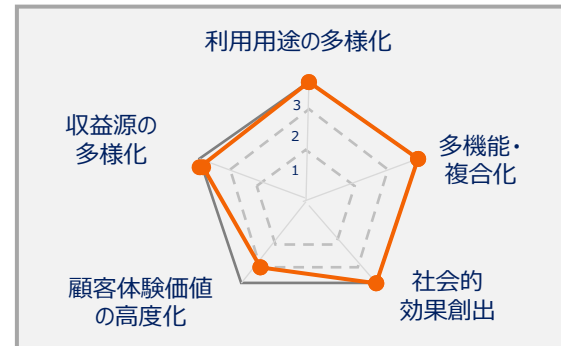 利用用途の多様化
3
2
1
収益源の
多様化
多機能・
複合化
顧客体験価値
の高度化
社会的
効果創出